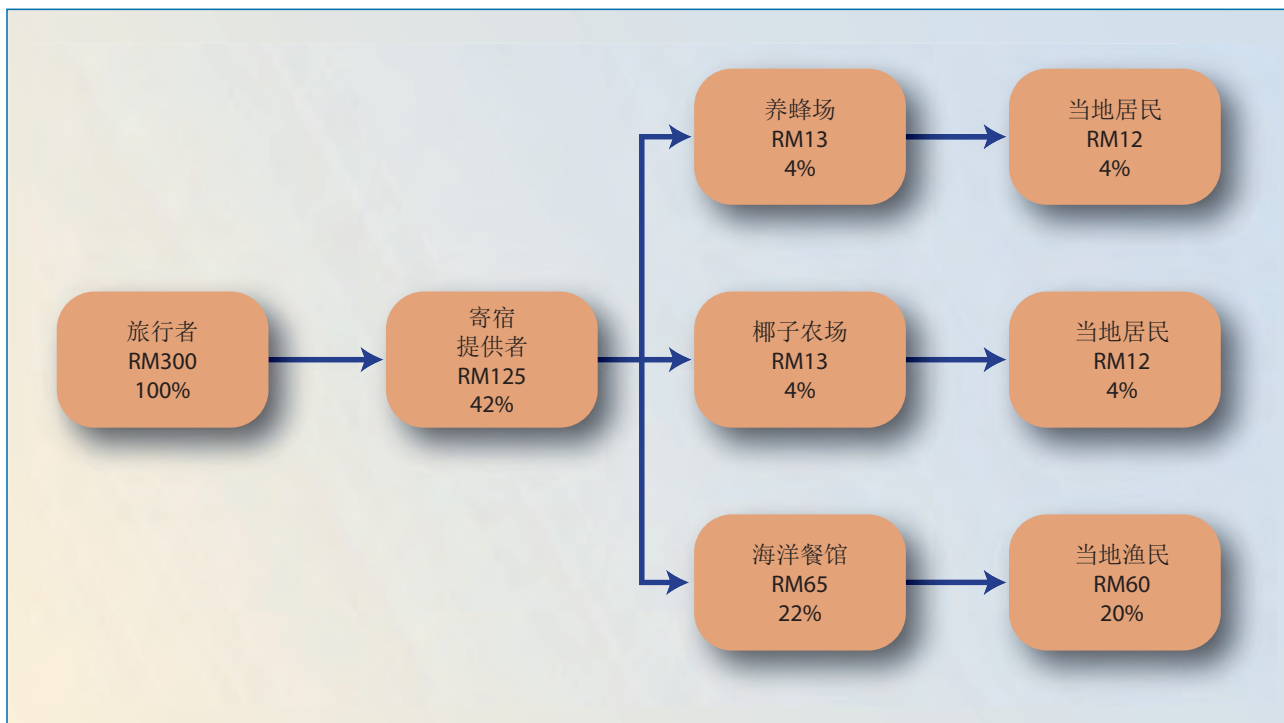 旅行者
RM300
100%
寄宿
提供者
RM125
42%
养蜂场
RM13
4%
当地居民
RM12
4%
椰子农场
RM13
4%
当地居民
RM12
4%
海洋餐馆
RM65
22%
当地渔民
RM60
20%